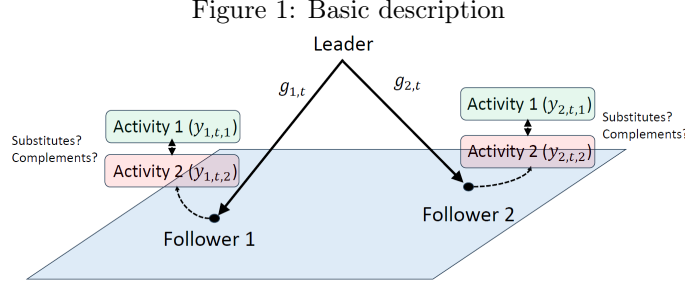 Figure 1: Basic description
Leader
g1,t
g2,t
Activity 1 (y1,t,1)
Substitutes?
Complements?
Activity 2 (y1,t,2)
Activity 1 (y2,t,1)
Substitutes?
Complements?
Activity 2 (y2,t,2)
Follower 1
Follower 2